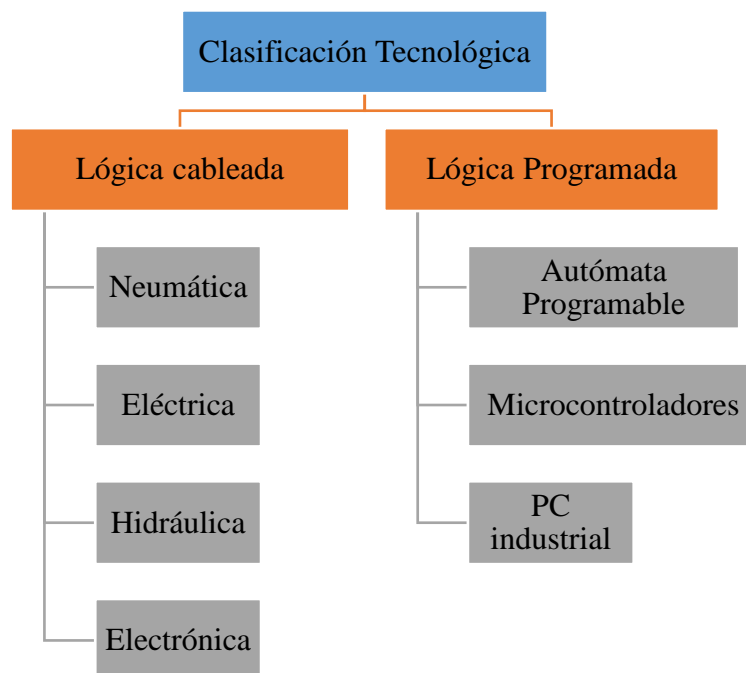 Clasificación Tecnológica
Lógica cableada
Neumática
Eléctrica
Hidráulica
Electrónica
Lógica Programada
Autómata
Programable
Microcontroladores
PC
industrial